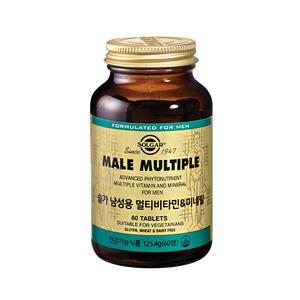 FORMULATED FOR MEN
SOLGAR
Since 1947
MALE MULTIPLE
ADVANCED PHYTONUTRIENT
MULTIPLE VITAMIN AND MINERAL
FOR MEN
솔가 남성용 멀티비타민&미네랄
60 TABLETS
SUITABLE FOR VEGETARIANS
GLUTEN, WHEAT & DAIRY FREE
건강기능식품 125.4g(60정)